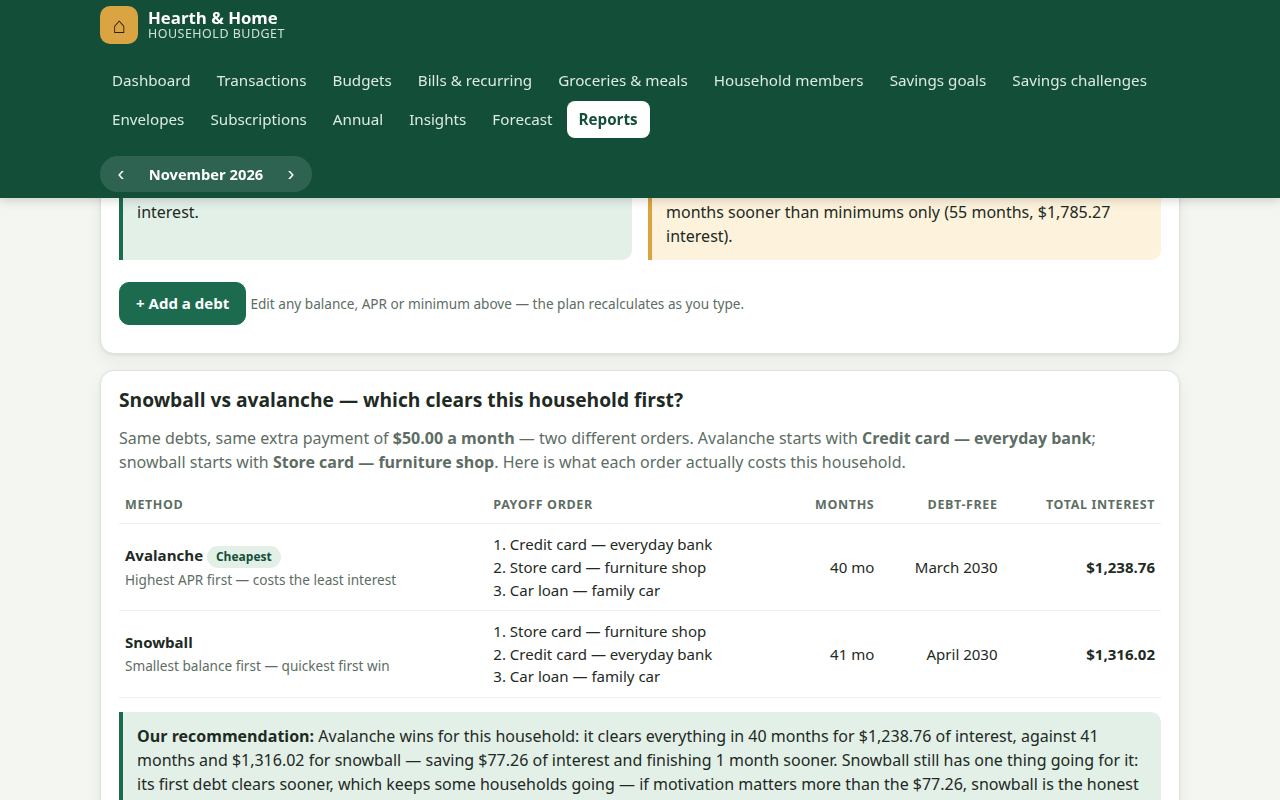 Hearth & Home
HOUSEHOLD BUDGET
Dashboard Transactions Budgets Bills & recurring Groceries & meals Household members Savings goals Savings challenges
Envelopes Subscriptions Annual Insights Forecast Reports
‹ November 2026 ›
interest.
months sooner than minimums only (55 months, $1,785.27
interest).
+ Add a debt Edit any balance, APR or minimum above — the plan recalculates as you type.
Snowball vs avalanche — which clears this household first?
Same debts, same extra payment of $50.00 a month — two different orders. Avalanche starts with Credit card — everyday bank;
snowball starts with Store card — furniture shop. Here is what each order actually costs this household.
METHOD PAYOFF ORDER MONTHS DEBT-FREE TOTAL INTEREST
Avalanche Cheapest
Highest APR first — costs the least interest
1. Credit card — everyday bank
2. Store card — furniture shop
3. Car loan — family car
40 mo March 2030 $1,238.76
Snowball
Smallest balance first — quickest first win
1. Store card — furniture shop
2. Credit card — everyday bank
3. Car loan — family car
41 mo April 2030 $1,316.02
Our recommendation: Avalanche wins for this household: it clears everything in 40 months for $1,238.76 of interest, against 41
months and $1,316.02 for snowball — saving $77.26 of interest and finishing 1 month sooner. Snowball still has one thing going for it:
its first debt clears sooner, which keeps some households going — if motivation matters more than the $77.26, snowball is the honest